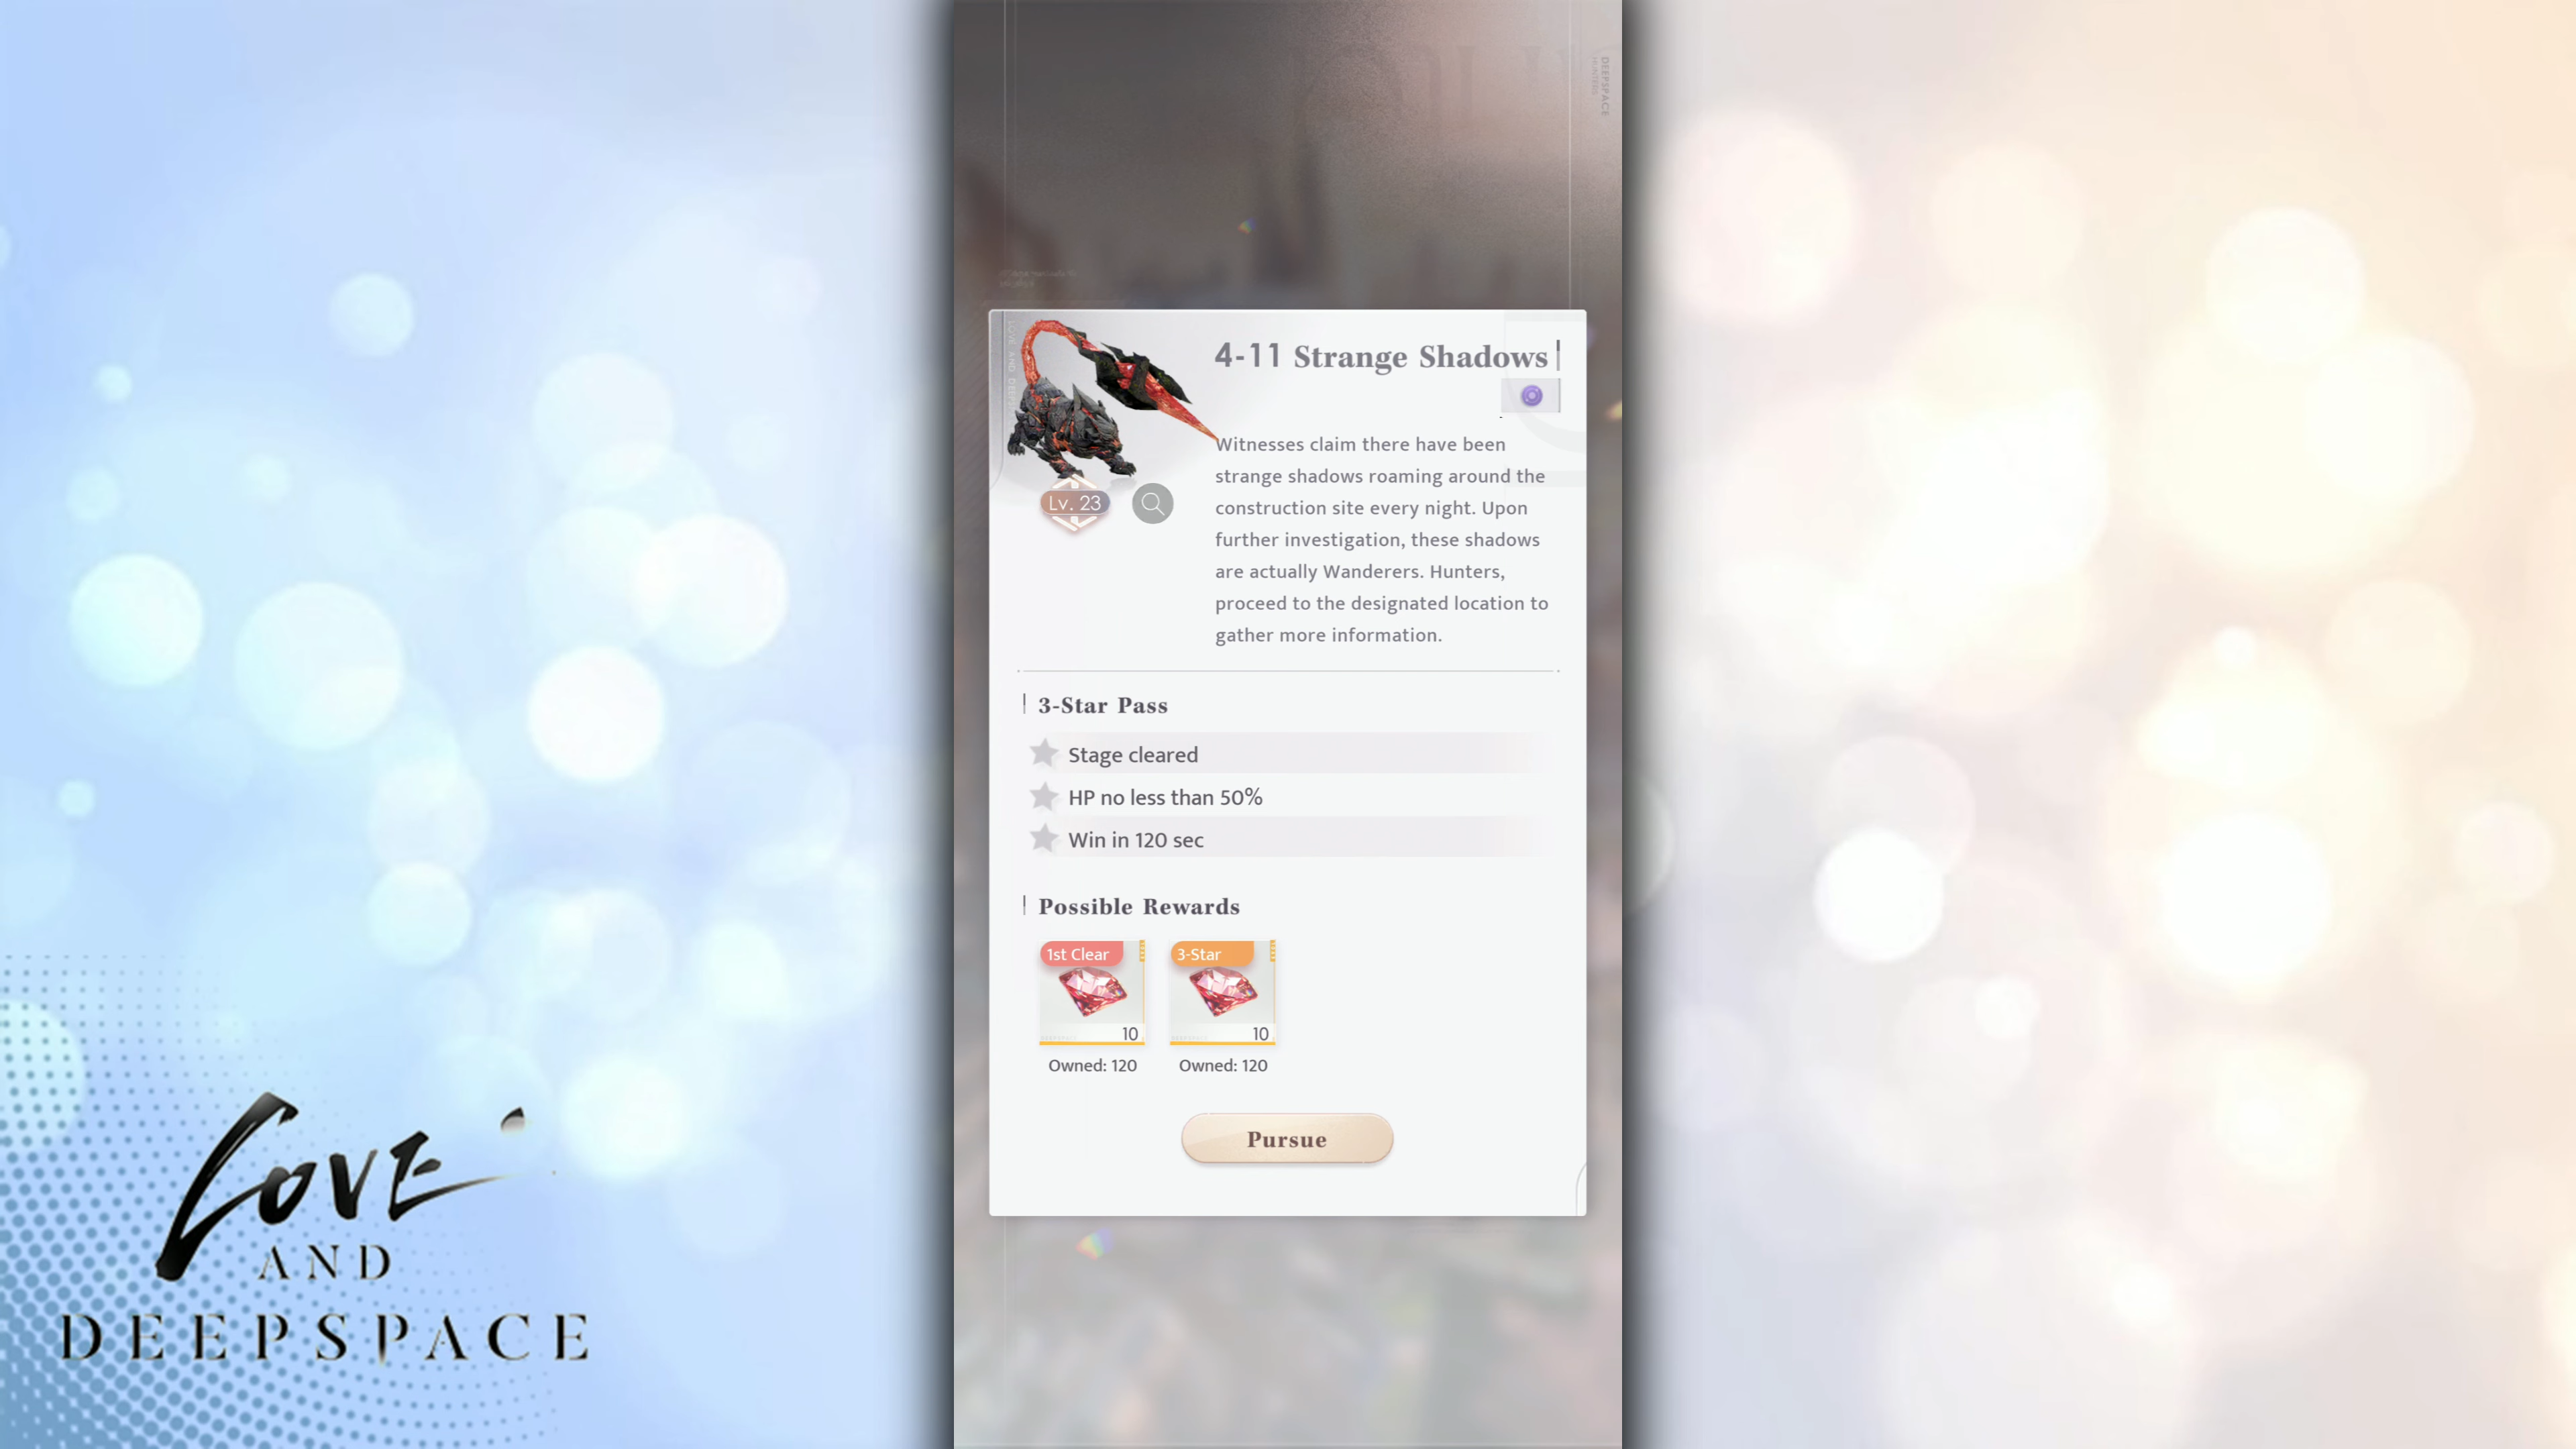 DEEPSPACE
HUNTERS
4-11 Strange Shadows
Witnesses claim there have been
strange shadows roaming around the
construction site every night. Upon
further investigation, these shadows
are actually Wanderers. Hunters,
proceed to the designated location to
gather more information.
Lv. 23
3-Star Pass
Stage cleared
HP no less than 50%
Win in 120 sec
Possible Rewards
1st Clear
3-Star
10
10
Owned: 120
Owned: 120
Pursue
LOVE
AND
DEEPSPACE